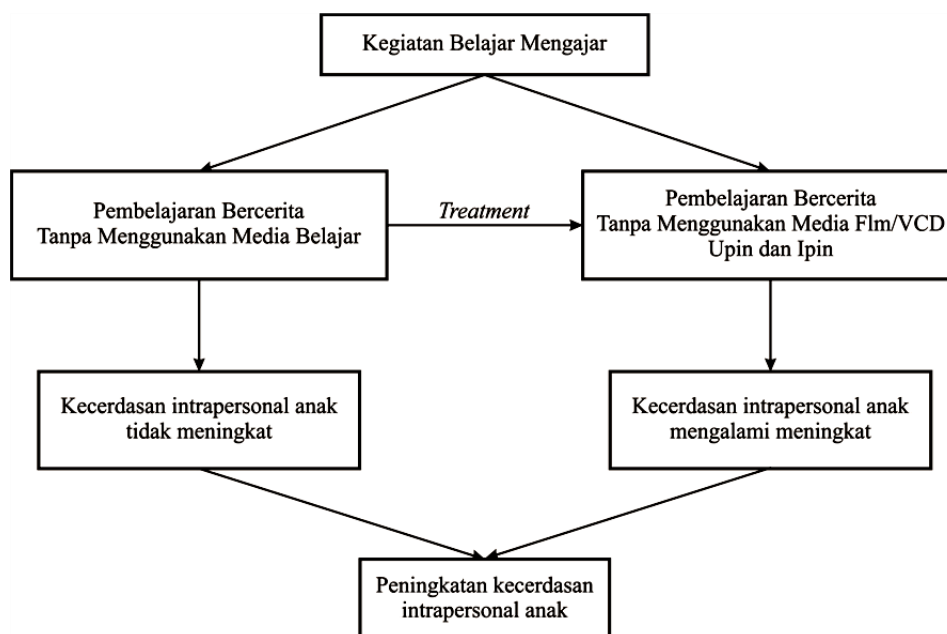 Kegiatan Belajar Mengajar
Pembelajaran Bercerita
Tanpa Menggunakan Media Belajar
Treatment
Pembelajaran Bercerita
Tanpa Menggunakan Media Flm/VCD
Upin dan Ipin
Kecerdasan intrapersonal anak
tidak meningkat
Kecerdasan intrapersonal anak
mengalami meningkat
Peningkatan kecerdasan
intrapersonal anak